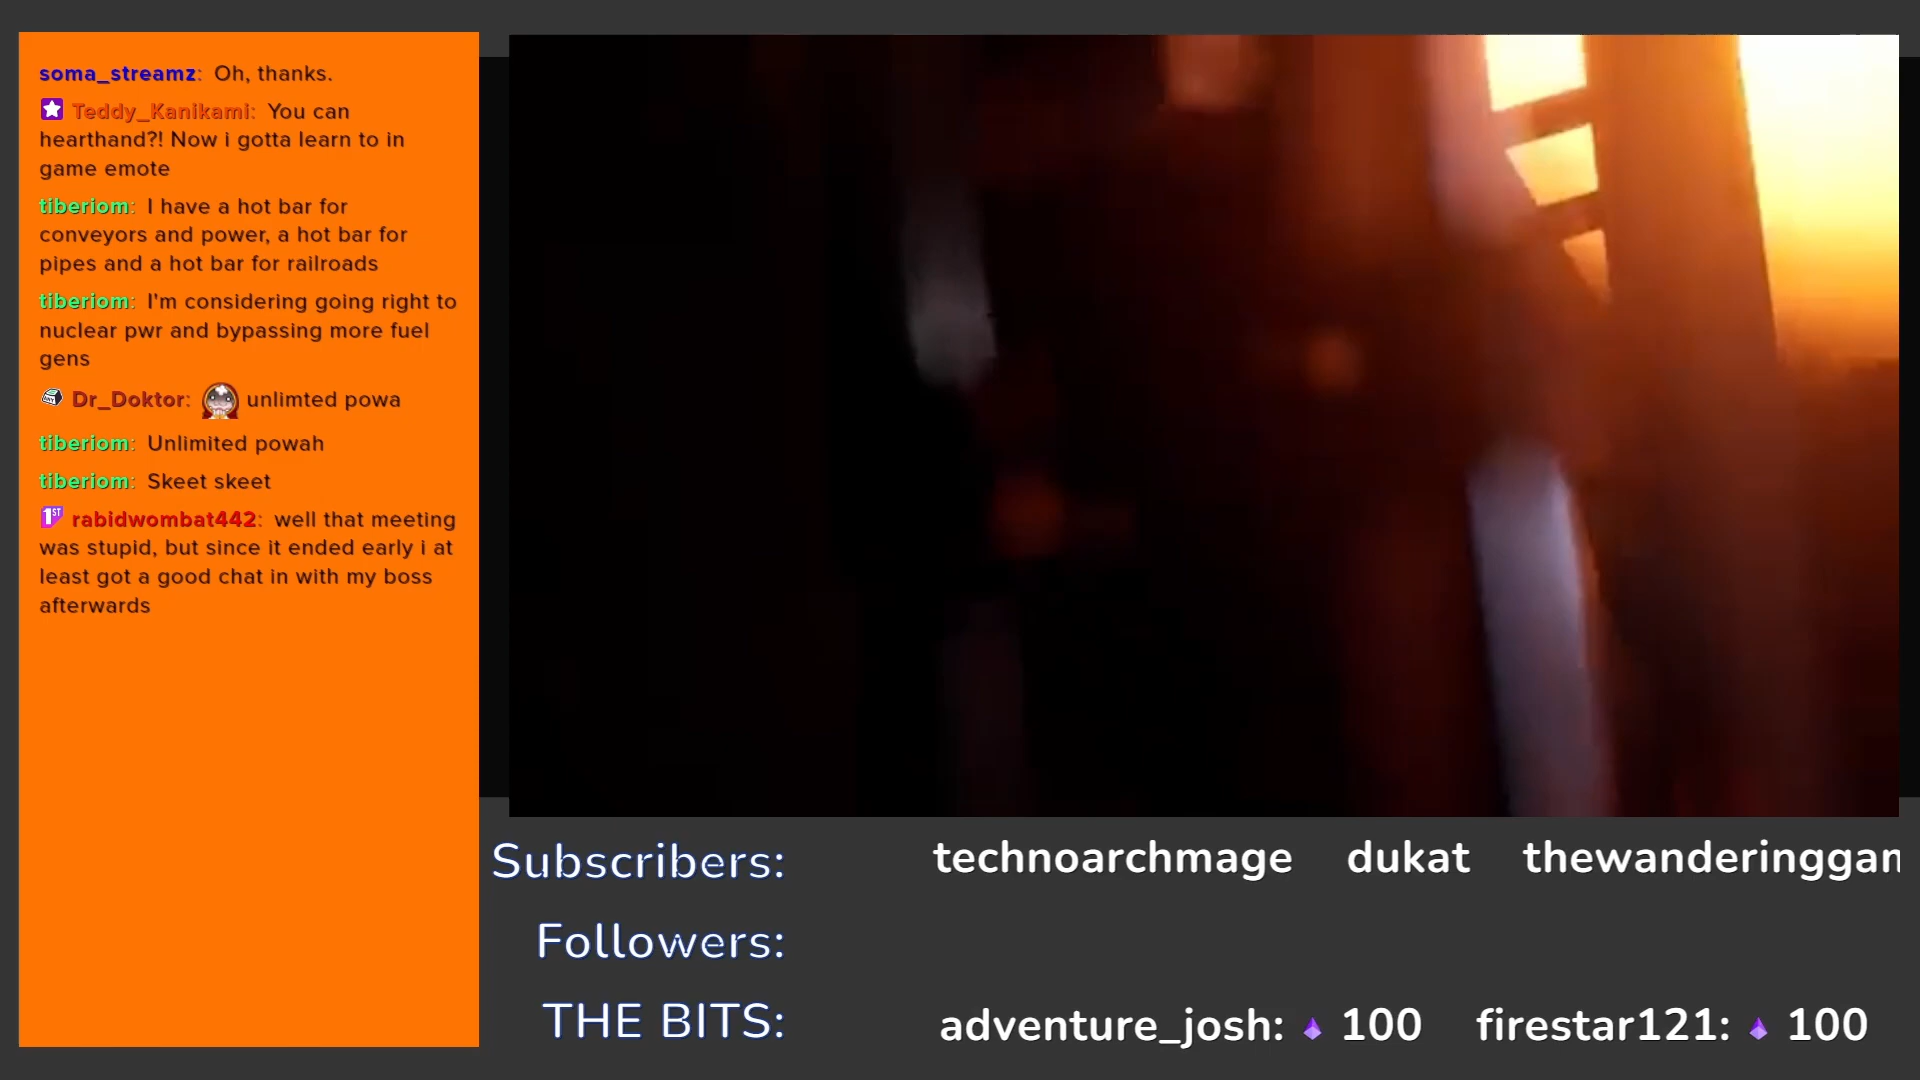 soma_streamz: Oh, thanks.
Teddy_Kanikami: You can
hearthand?! Now i gotta learn to in
game emote
tiberiom: I have a hot bar for
conveyors and power, a hot bar for
pipes and a hot bar for railroads
tiberiom: I'm considering going right to
nuclear pwr and bypassing more fuel
gens
Dr_Doktor: unlimted powa
tiberiom: Unlimited powah
tiberiom: Skeet skeet
1ST rabidwombat442: well that meeting
was stupid, but since it ended early i at
least got a good chat in with my boss
afterwards
Subscribers: technoarchmage dukat thewanderinggan
Followers:
THE BITS: adventure_josh: 100 firestar121: 100